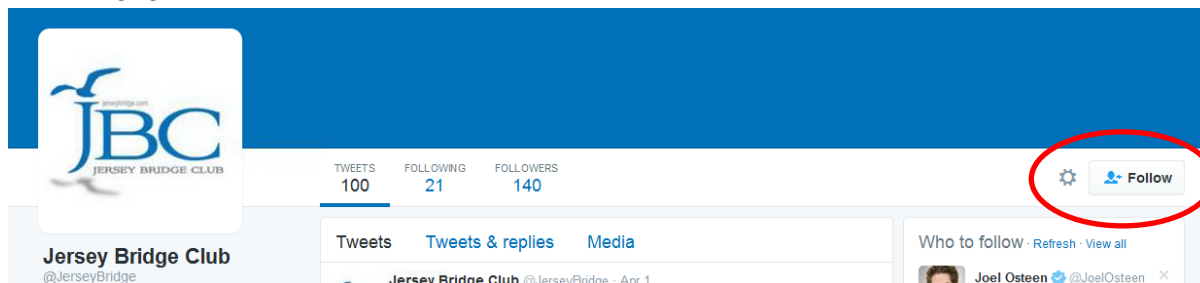 jerseybridge.com
JBC
JERSEY BRIDGE CLUB
TWEETS FOLLOWING FOLLOWERS
100 21 140
Follow
Tweets Tweets & replies Media
Who to follow · Refresh · View all
Jersey Bridge Club
@JerseyBridge
Jersey Bridge Club @JerseyBridge · Apr 1
Joel Osteen @JoelOsteen